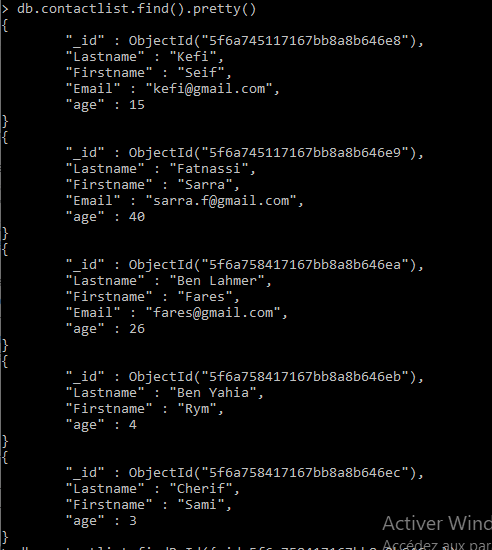 > db.contactlist.find().pretty()
{
"_id" : ObjectId("5f6a745117167bb8a8b646e8"),
"Lastname" : "Kefi",
"Firstname" : "Seif",
"Email" : "kefi@gmail.com",
"age" : 15
}
{
"_id" : ObjectId("5f6a745117167bb8a8b646e9"),
"Lastname" : "Fatnassi",
"Firstname" : "Sarra",
"Email" : "sarra.f@gmail.com",
"age" : 40
}
{
"_id" : ObjectId("5f6a758417167bb8a8b646ea"),
"Lastname" : "Ben Lahmer",
"Firstname" : "Fares",
"Email" : "fares@gmail.com",
"age" : 26
}
{
"_id" : ObjectId("5f6a758417167bb8a8b646eb"),
"Lastname" : "Ben Yahia",
"Firstname" : "Rym",
"age" : 4
}
{
"_id" : ObjectId("5f6a758417167bb8a8b646ec"),
"Lastname" : "Cherif",
"Firstname" : "Sami",
"age" : 3
}
Activer Wind
Accédez aux par